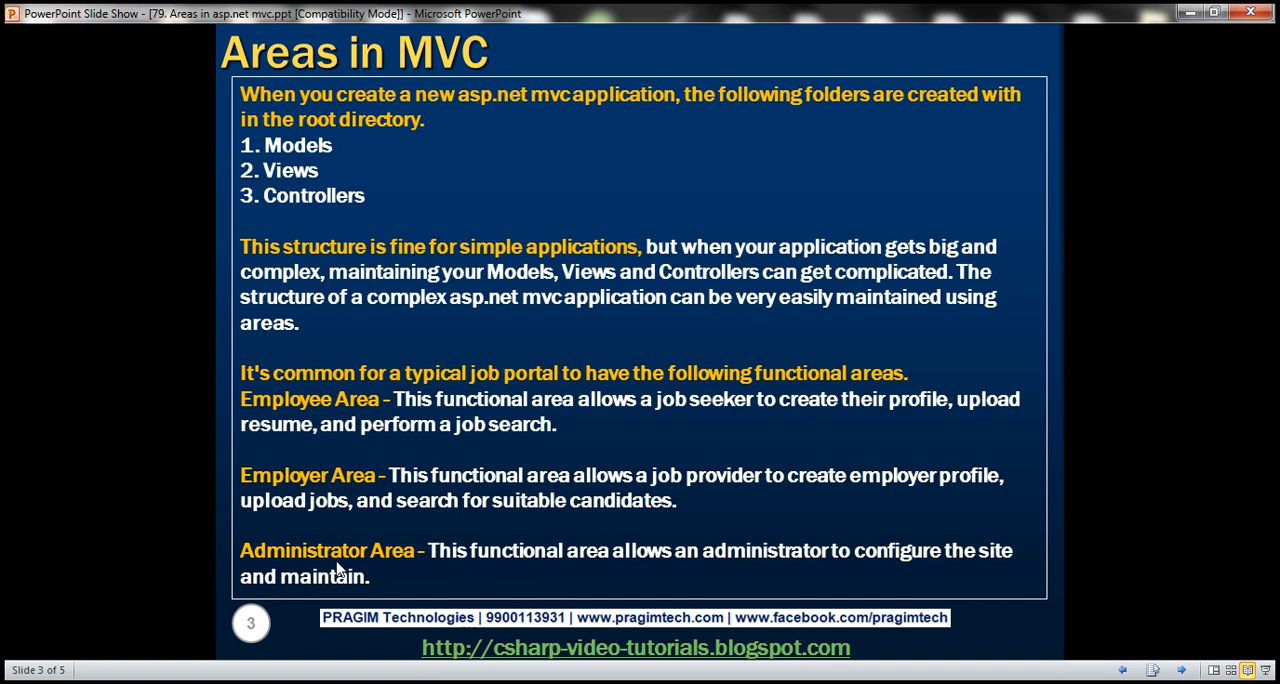 PowerPoint Slide Show - [79. Areas in asp.net mvc.ppt [Compatibility Mode]] - Microsoft PowerPoint
Areas in MVC
When you create a new asp.net mvc application, the following folders are created with
in the root directory.
1. Models
2. Views
3. Controllers
This structure is fine for simple applications, but when your application gets big and
complex, maintaining your Models, Views and Controllers can get complicated. The
structure of a complex asp.net mvc application can be very easily maintained using
areas.
It's common for a typical job portal to have the following functional areas.
Employee Area - This functional area allows a job seeker to create their profile, upload
resume, and perform a job search.
Employer Area - This functional area allows a job provider to create employer profile,
upload jobs, and search for suitable candidates.
Administrator Area - This functional area allows an administrator to configure the site
and maintain.
3
PRAGIM Technologies | 9900113931 | www.pragimtech.com | www.facebook.com/pragimtech
http://csharp-video-tutorials.blogspot.com
Slide 3 of 5